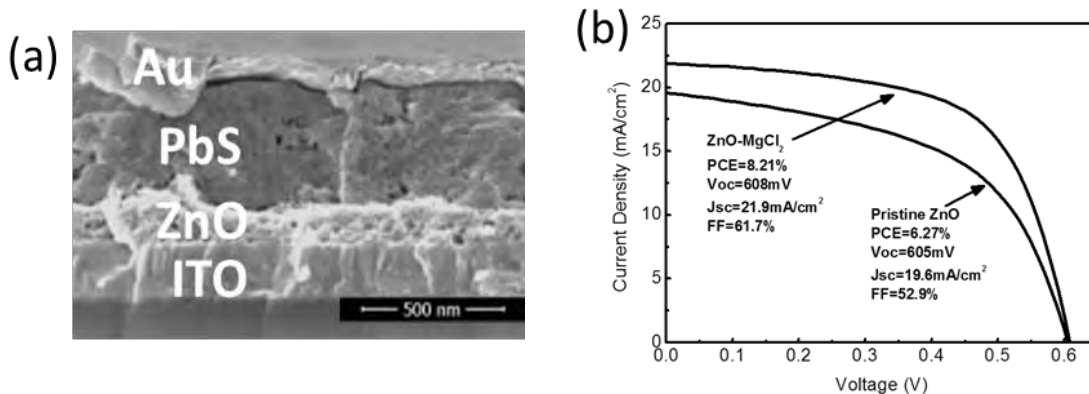 (a)
Au
PbS
ZnO
ITO
500 nm
(b)
Current Density (mA/cm²)
25
20
15
10
5
0
ZnO-MgCl₂
PCE=8.21%
Voc=608mV
Jsc=21.9mA/cm²
FF=61.7%
Pristine ZnO
PCE=6.27%
Voc=605mV
Jsc=19.6mA/cm²
FF=52.9%
0.0 0.1 0.2 0.3 0.4 0.5 0.6
Voltage (V)